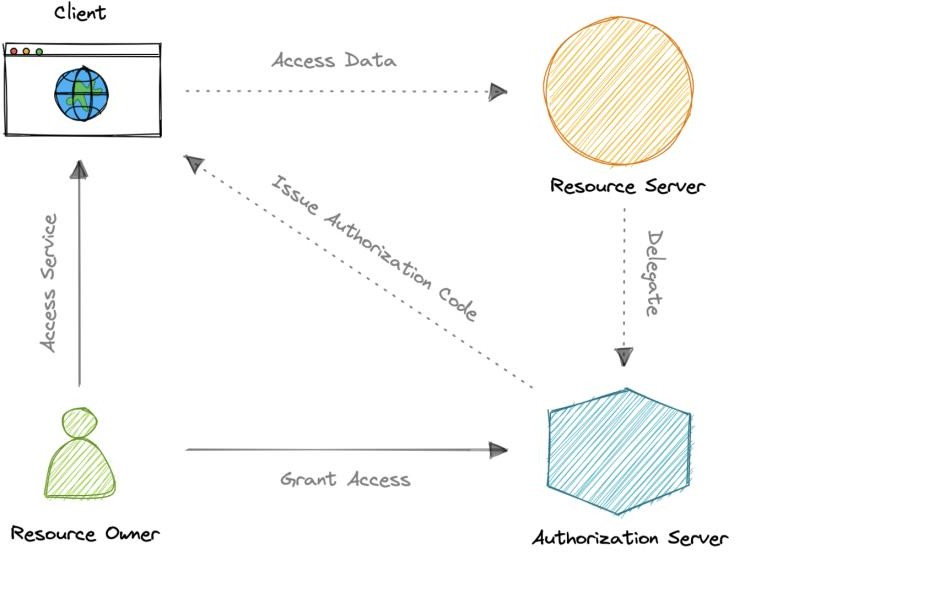 Client
Access Data
Resource Server
Issue Authorization Code
Delegate
Access Service
Grant Access
Resource Owner
Authorization Server